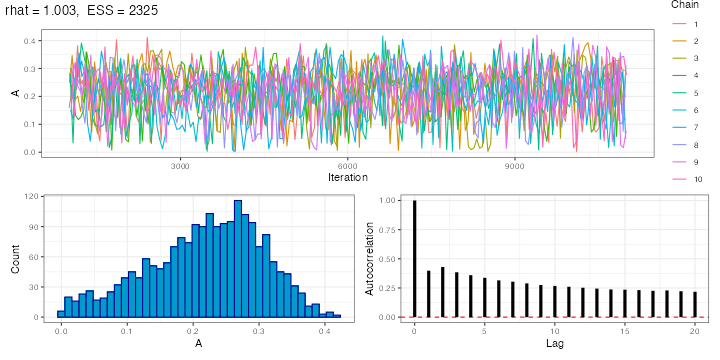 rhat = 1.003,  ESS = 2325
Chain
1
2
3
4
5
6
7
8
9
10
A
0.4
0.3
0.2
0.1
0.0
3000 6000 9000
Iteration
Count
120
90
60
30
0
0.0 0.1 0.2 0.3 0.4
A
Autocorrelation
1.00
0.75
0.50
0.25
0.00
0 5 10 15 20
Lag